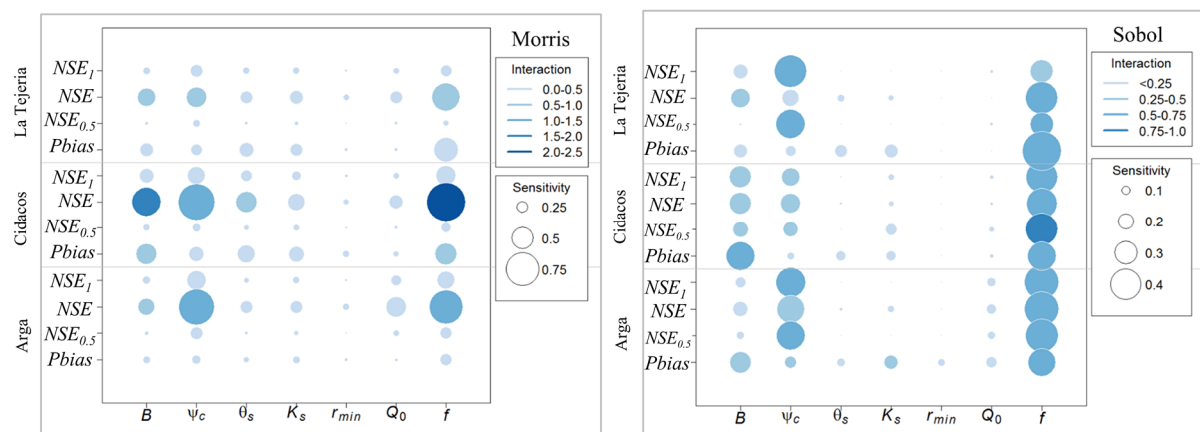 Morris
La Tejeria
NSE₁
NSE
NSE₀.₅
Pbias
Cidacos
NSE₁
NSE
NSE₀.₅
Pbias
Arga
NSE₁
NSE
NSE₀.₅
Pbias
B ψc θs Ks rmin Q₀ f
Interaction
0.0-0.5
0.5-1.0
1.0-1.5
1.5-2.0
2.0-2.5
Sensitivity
0.25
0.5
0.75
Sobol
La Tejeria
NSE₁
NSE
NSE₀.₅
Pbias
Cidacos
NSE₁
NSE
NSE₀.₅
Pbias
Arga
NSE₁
NSE
NSE₀.₅
Pbias
B ψc θs Ks rmin Q₀ f
Interaction
<0.25
0.25-0.5
0.5-0.75
0.75-1.0
Sensitivity
0.1
0.2
0.3
0.4